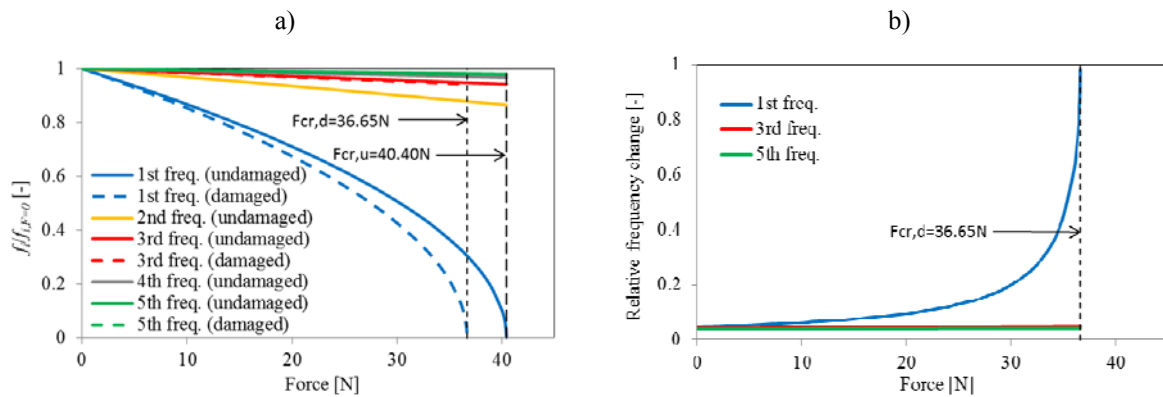 a)
1
0.8
0.6
0.4
0.2
0
f/f_{i,F=0} [-]
Fcr,d=36.65N
Fcr,u=40.40N
1st freq. (undamaged)
1st freq. (damaged)
2nd freq. (undamaged)
3rd freq. (undamaged)
3rd freq. (damaged)
4th freq. (undamaged)
5th freq. (undamaged)
5th freq. (damaged)
0 10 20 30 40
Force [N]
b)
1
0.8
0.6
0.4
0.2
0
Relative frequency change [-]
1st freq.
3rd freq.
5th freq.
Fcr,d=36.65N
0 10 20 30 40
Force [N]